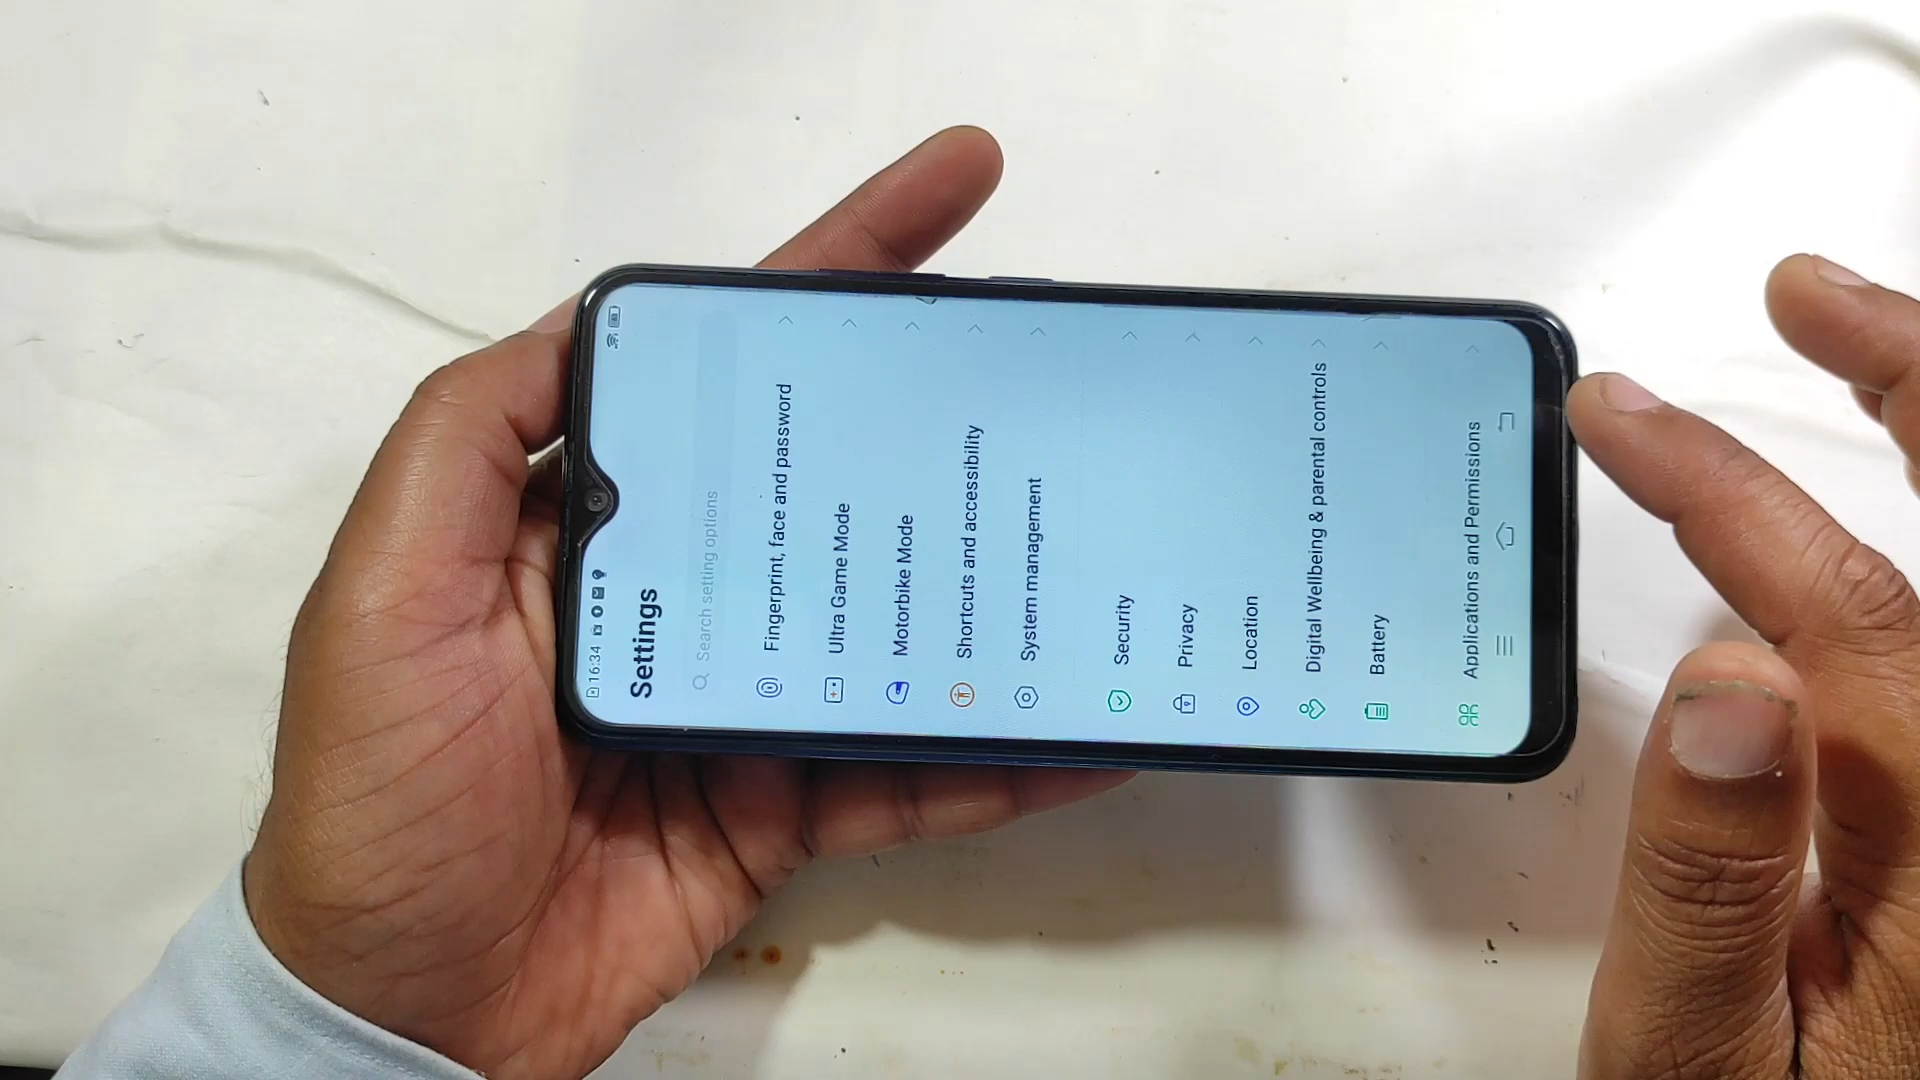 16:34
Settings
Search setting options
Fingerprint, face and password
Ultra Game Mode
Motorbike Mode
Shortcuts and accessibility
System management
Security
Privacy
Location
Digital Wellbeing & parental controls
Battery
Applications and Permissions